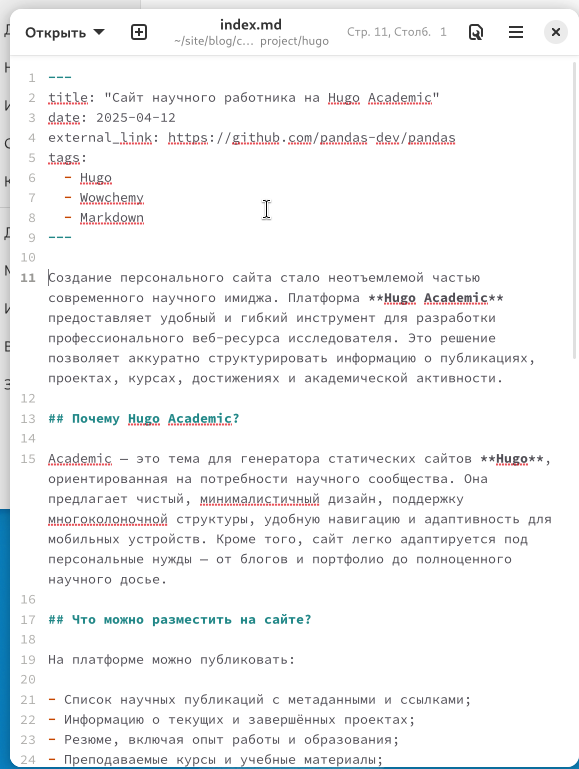 Открыть
index.md
~/site/blog/c… project/hugo
Стр. 11, Столб. 1
1 ---
2 title: "Сайт научного работника на Hugo Academic"
3 date: 2025-04-12
4 external_link: https://github.com/pandas-dev/pandas
5 tags:
6 - Hugo
7 - Wowchemy
8 - Markdown
9 ---
10
11 Создание персонального сайта стало неотъемлемой частью
современного научного имиджа. Платформа **Hugo Academic**
предоставляет удобный и гибкий инструмент для разработки
профессионального веб-ресурса исследователя. Это решение
позволяет аккуратно структурировать информацию о публикациях,
проектах, курсах, достижениях и академической активности.
12
13 ## Почему Hugo Academic?
14
15 Academic — это тема для генератора статических сайтов **Hugo**,
ориентированная на потребности научного сообщества. Она
предлагает чистый, минималистичный дизайн, поддержку
многоколоночной структуры, удобную навигацию и адаптивность для
мобильных устройств. Кроме того, сайт легко адаптируется под
персональные нужды — от блогов и портфолио до полноценного
научного досье.
16
17 ## Что можно разместить на сайте?
18
19 На платформе можно публиковать:
20
21 - Список научных публикаций с метаданными и ссылками;
22 - Информацию о текущих и завершённых проектах;
23 - Резюме, включая опыт работы и образования;
24 - Преподаваемые курсы и учебные материалы;